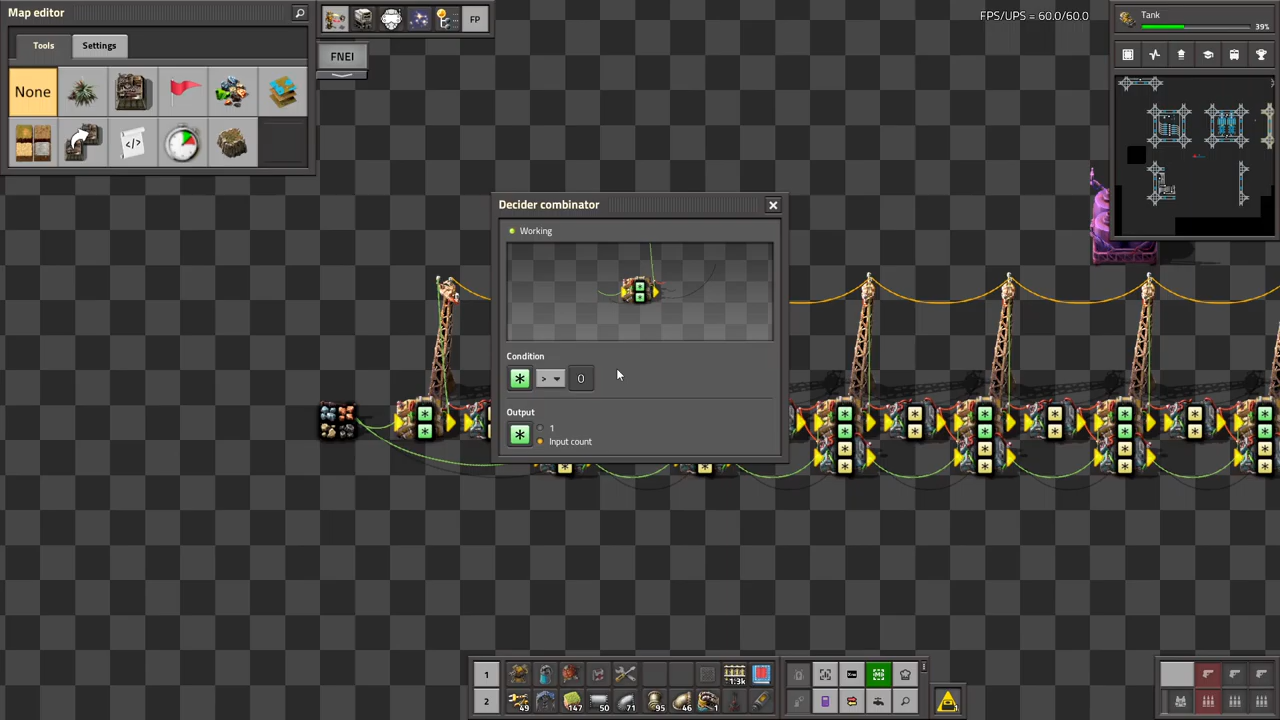 Map editor
Tools
Settings
None
</>
FP
FNEI
FPS/UPS = 60.0/60.0
Tank
39%
Decider combinator
Working
Condition
> 0
Output
1
Input count
1
1.3k
2
49
147
50
71
95
46
1